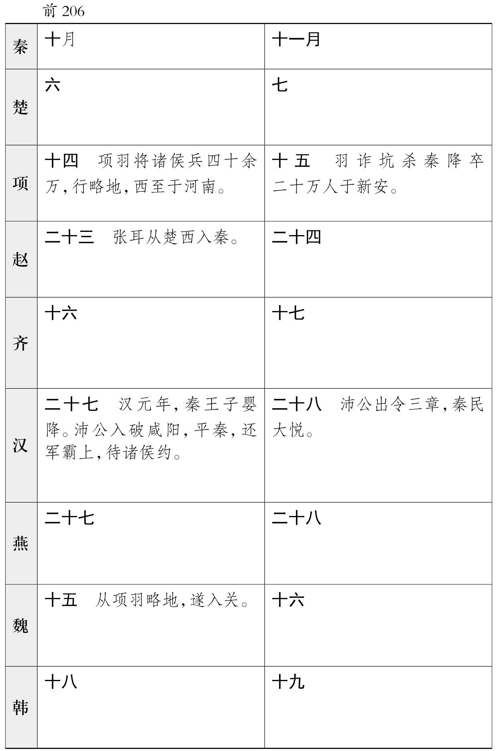 前206
秦 十月 十一月
楚 六 七
项 十四 项羽将诸侯兵四十余
万,行略地,西至于河南。
十五 羽诈坑杀秦降卒
二十万人于新安。
赵 二十三 张耳从楚西入秦。 二十四
齐 十六 十七
汉 二十七 汉元年,秦王子婴
降。沛公入破咸阳,平秦,还
军霸上,待诸侯约。
二十八 沛公出令三章,秦民
大悦。
燕 二十七 二十八
魏 十五 从项羽略地,遂入关。 十六
韩 十八 十九